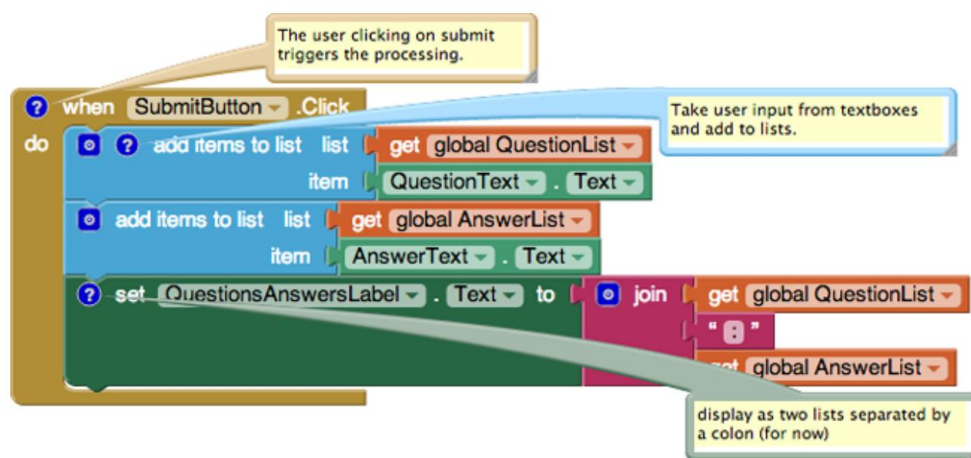 The user clicking on submit
triggers the processing.
when SubmitButton .Click
Take user input from textboxes
and add to lists.
do ? add items to list list get global QuestionList
item QuestionText . Text
add items to list list get global AnswerList
item AnswerText . Text
? set QuestionsAnswersLabel . Text to join get global QuestionList
" : "
get global AnswerList
display as two lists separated by
a colon (for now)